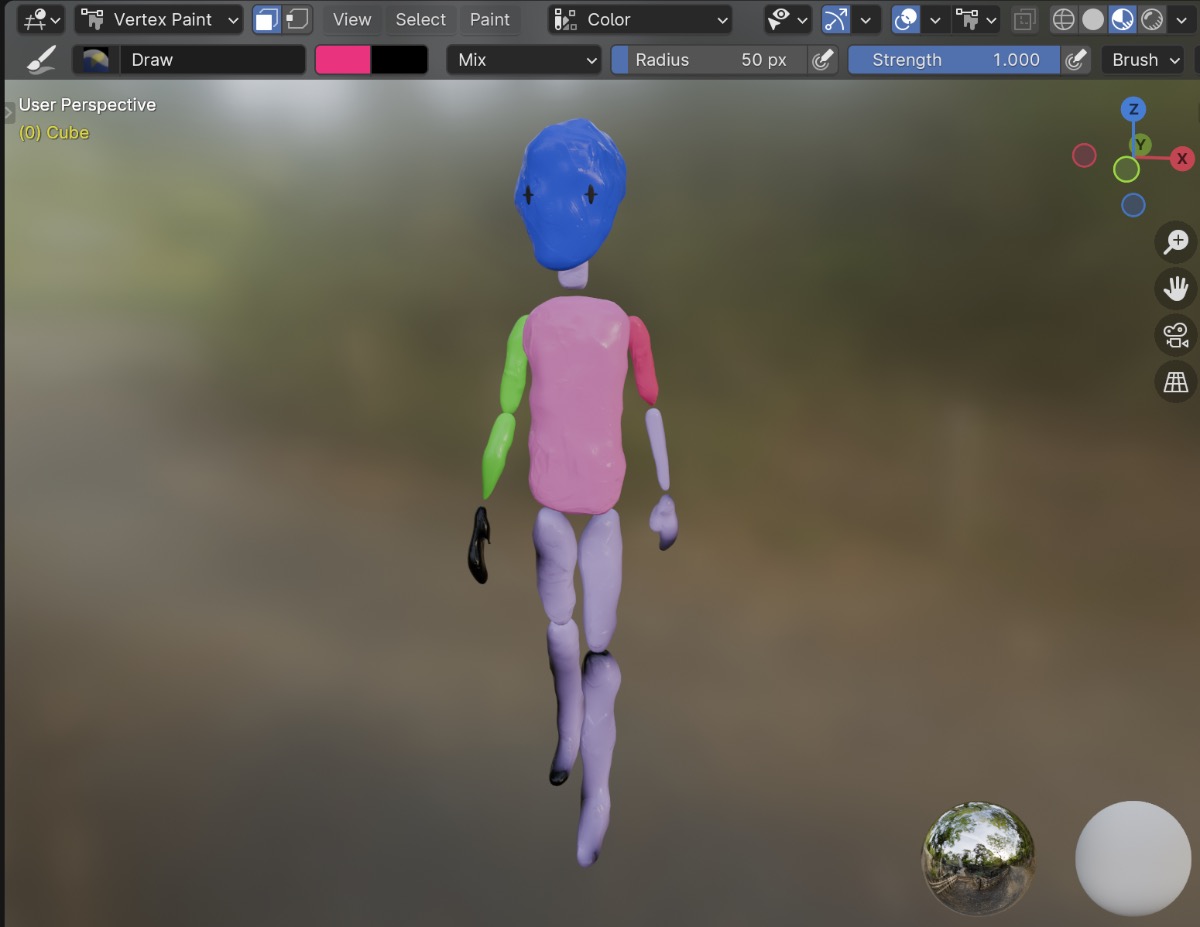 Vertex Paint View Select Paint Color
Draw Mix Radius 50 px Strength 1.000 Brush
User Perspective
(0) Cube
Z
Y
X